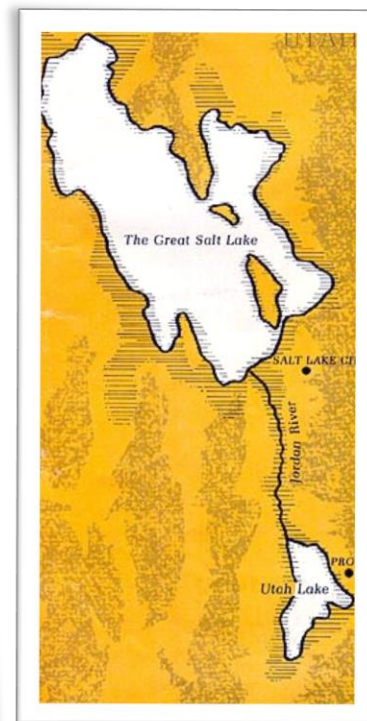 UTAH
The Great Salt Lake
SALT LAKE CI
Jordan River
PRO
Utah Lake